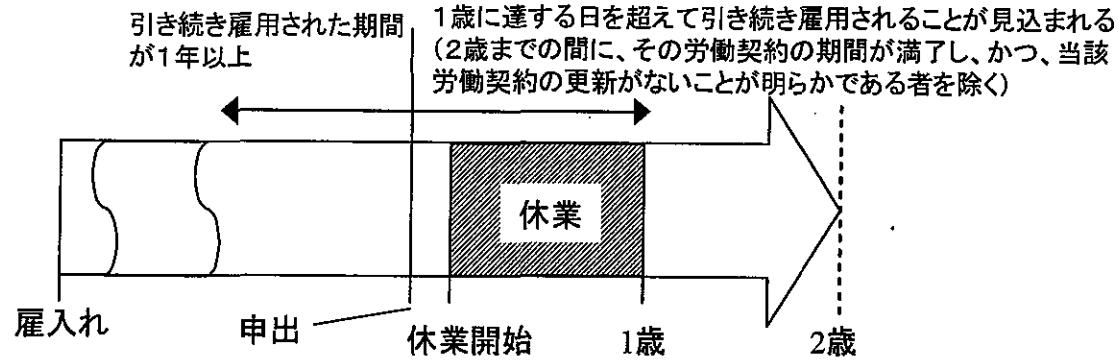 引き続き雇用された期間
が1年以上
1歳に達する日を超えて引き続き雇用されることが見込まれる
(2歳までの間に、その労働契約の期間が満了し、かつ、当該
労働契約の更新がないことが明らかである者を除く)
休業
雇入れ
申出
休業開始
1歳
2歳